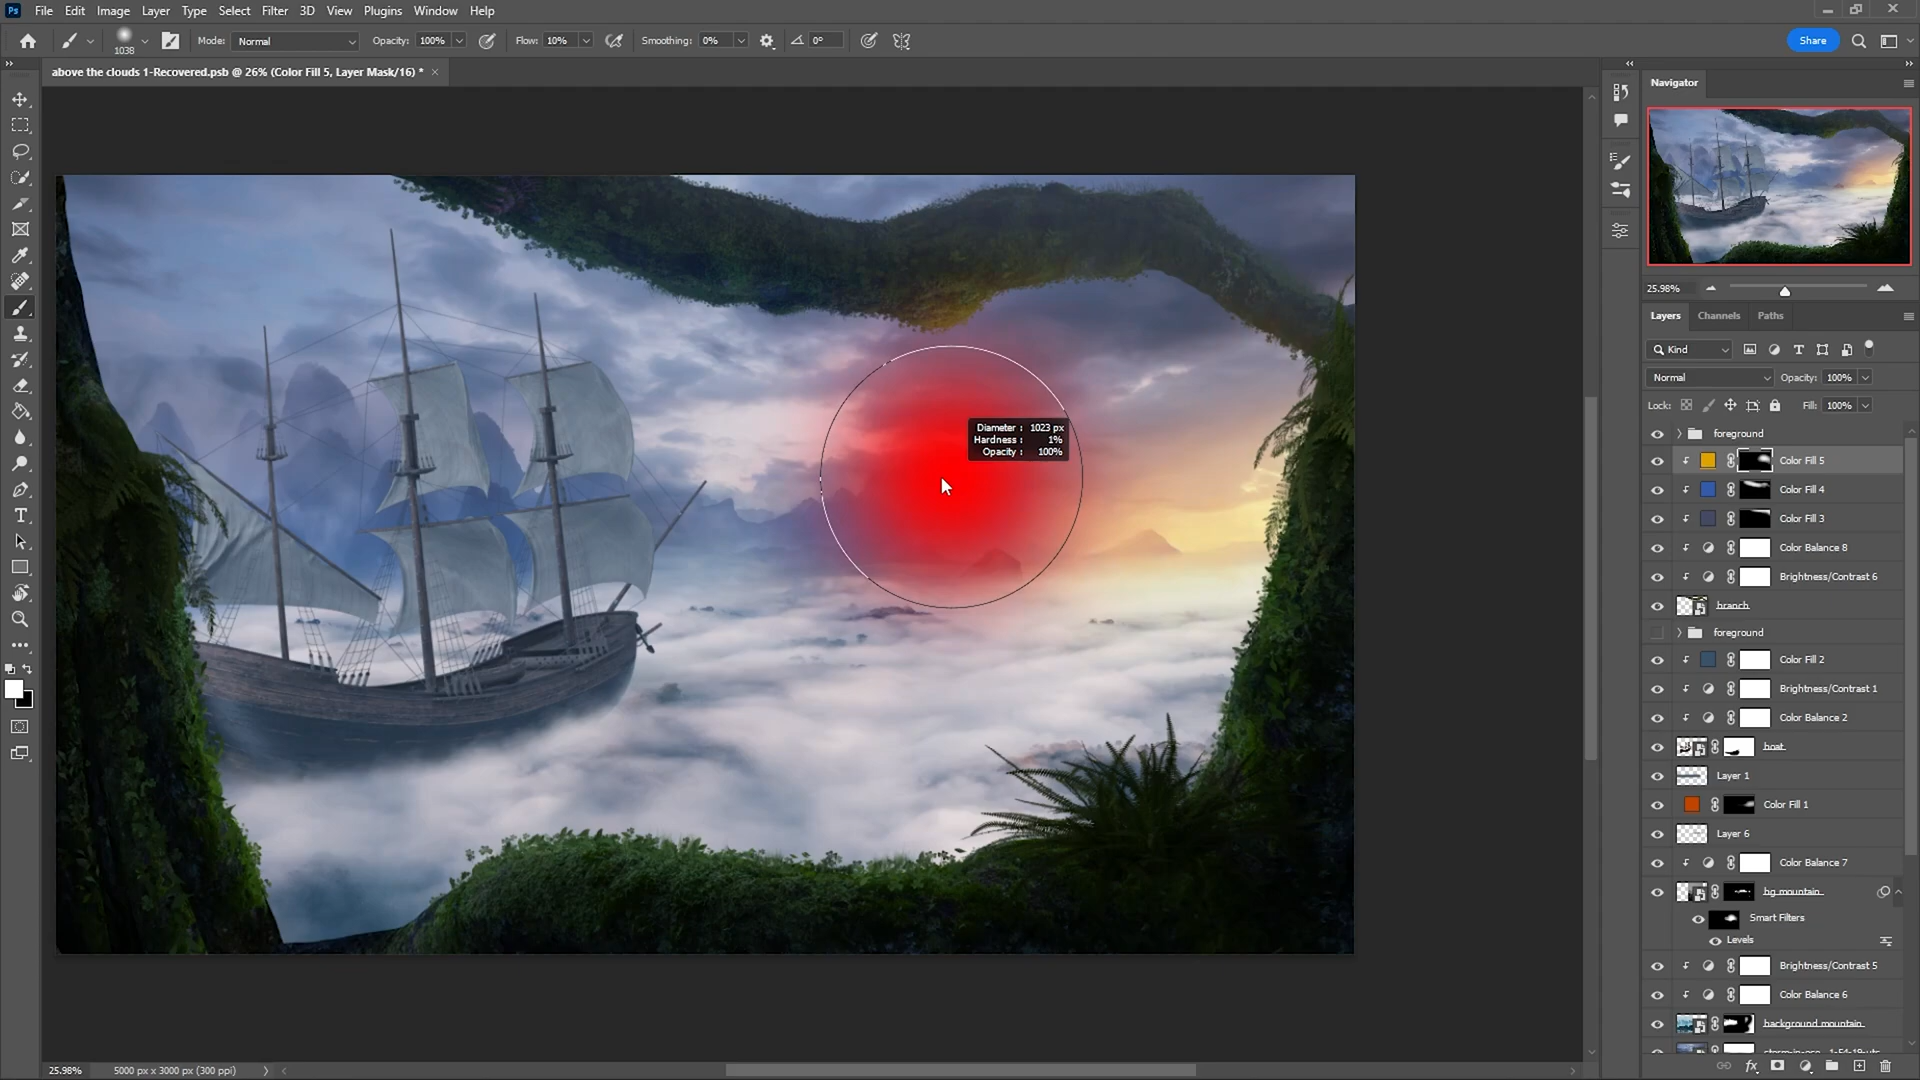 Ps File Edit Image Layer Type Select Filter 3D View Plugins Window Help
1038 Mode: Normal Opacity: 100% Flow: 10% Smoothing: 0% 0° Share
above the clouds 1-Recovered.psb @ 26% (Color Fill 5, Layer Mask/16) * ×
Navigator
25.98%
Layers Channels Paths
Kind
Normal Opacity: 100%
Lock: Fill: 100%
foreground
Color Fill 5
Color Fill 4
Color Fill 3
Color Balance 8
Brightness/Contrast 6
branch
foreground
Color Fill 2
Brightness/Contrast 1
Color Balance 2
boat
Layer 1
Color Fill 1
Layer 6
Color Balance 7
bg mountain
Smart Filters
Levels
Brightness/Contrast 5
Color Balance 6
background mountain
Diameter : 1023 px
Hardness : 1%
Opacity : 100%
25.98% 5000 px x 3000 px (300 ppi)